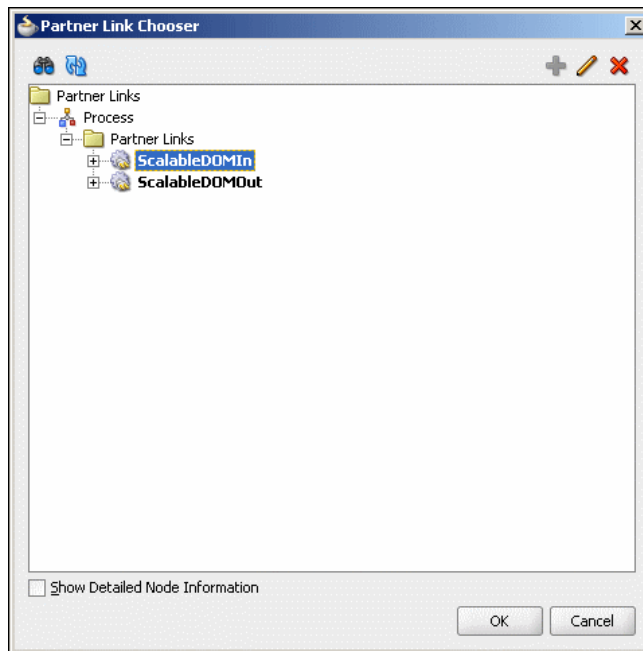 Partner Link Chooser
Partner Links
Process
Partner Links
ScalableDOMIn
ScalableDOMOut
Show Detailed Node Information
OK
Cancel